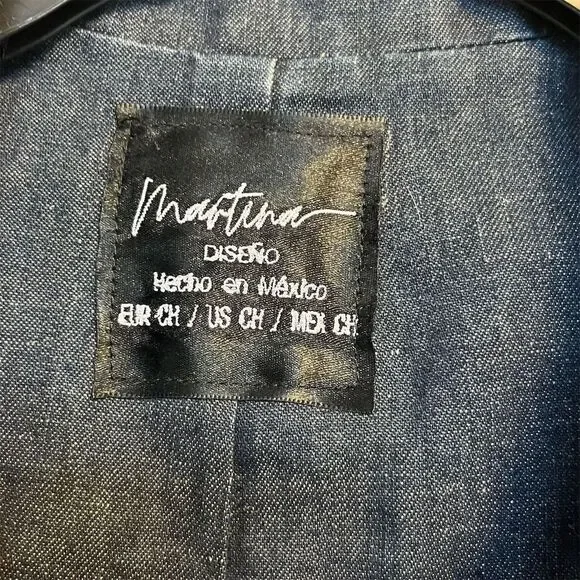 Martina
DISEÑO
Hecho en México
EUR CH / US CH / MEX CH